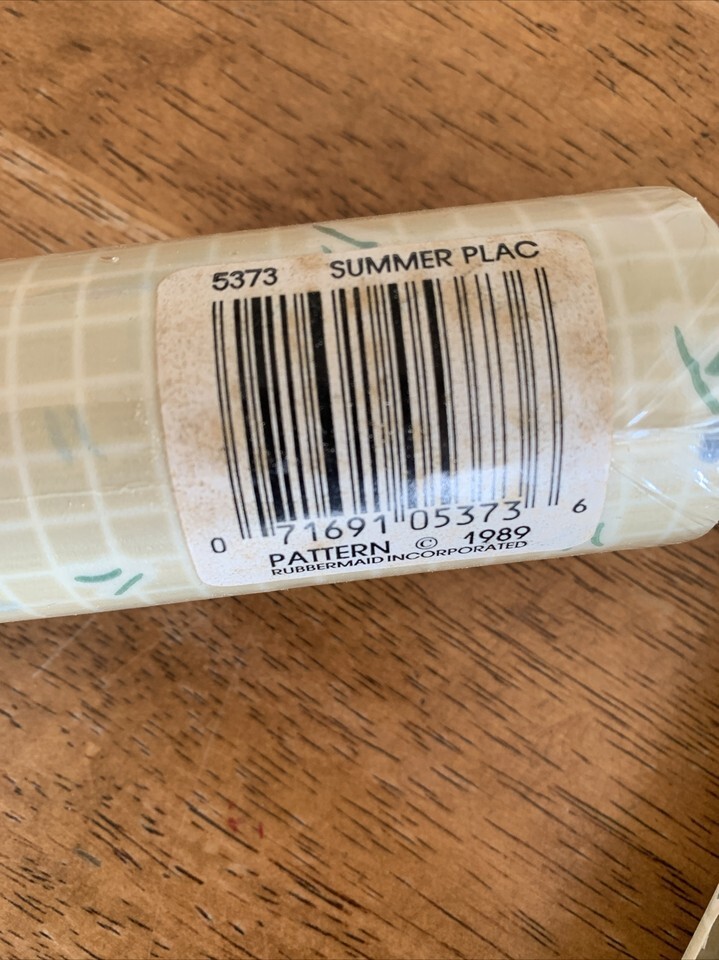 5373 SUMMER PLAC
0 71691 05373 6
PATTERN © 1989
RUBBERMAID INCORPORATED